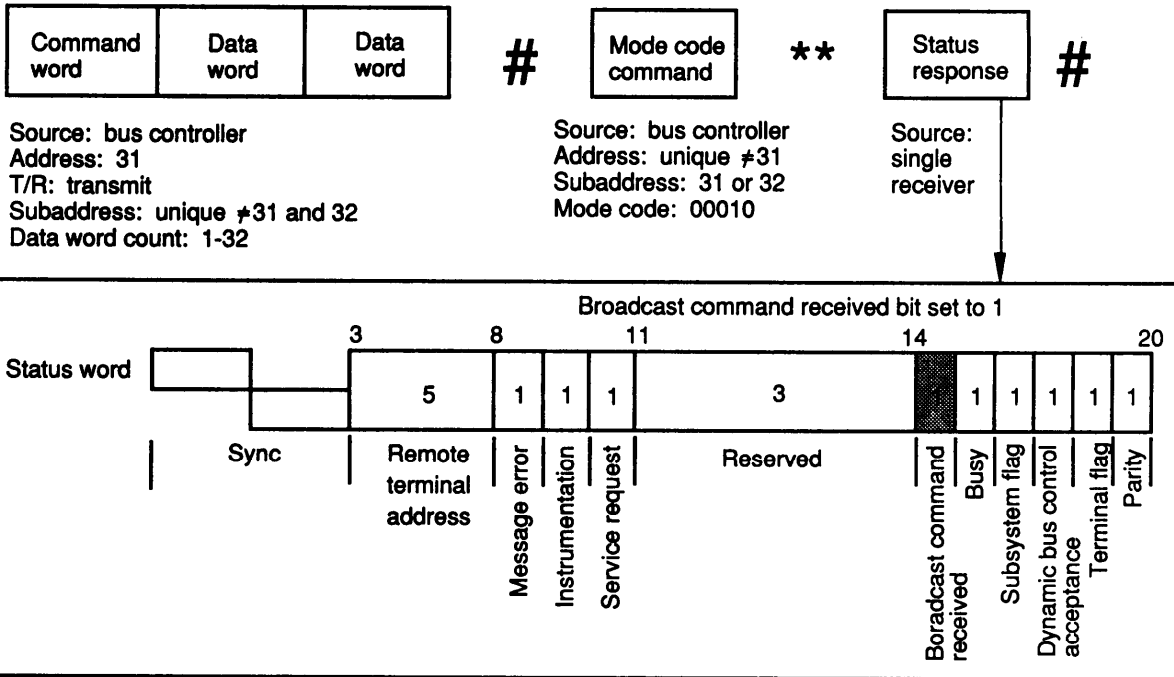 Command word
Data word
Data word
#
Mode code command
**
Status response
#
Source: bus controller
Address: 31
T/R: transmit
Subaddress: unique ≠31 and 32
Data word count: 1-32
Source: bus controller
Address: unique ≠31
Subaddress: 31 or 32
Mode code: 00010
Source:
single
receiver
Broadcast command received bit set to 1
3 8 11 14 20
Status word
5 1 1 1 3 1 1 1 1 1 1
Sync
Remote
terminal
address
Message error
Instrumentation
Service request
Reserved
Boradcast command
received
Busy
Subsystem flag
Dynamic bus control
acceptance
Terminal flag
Parity